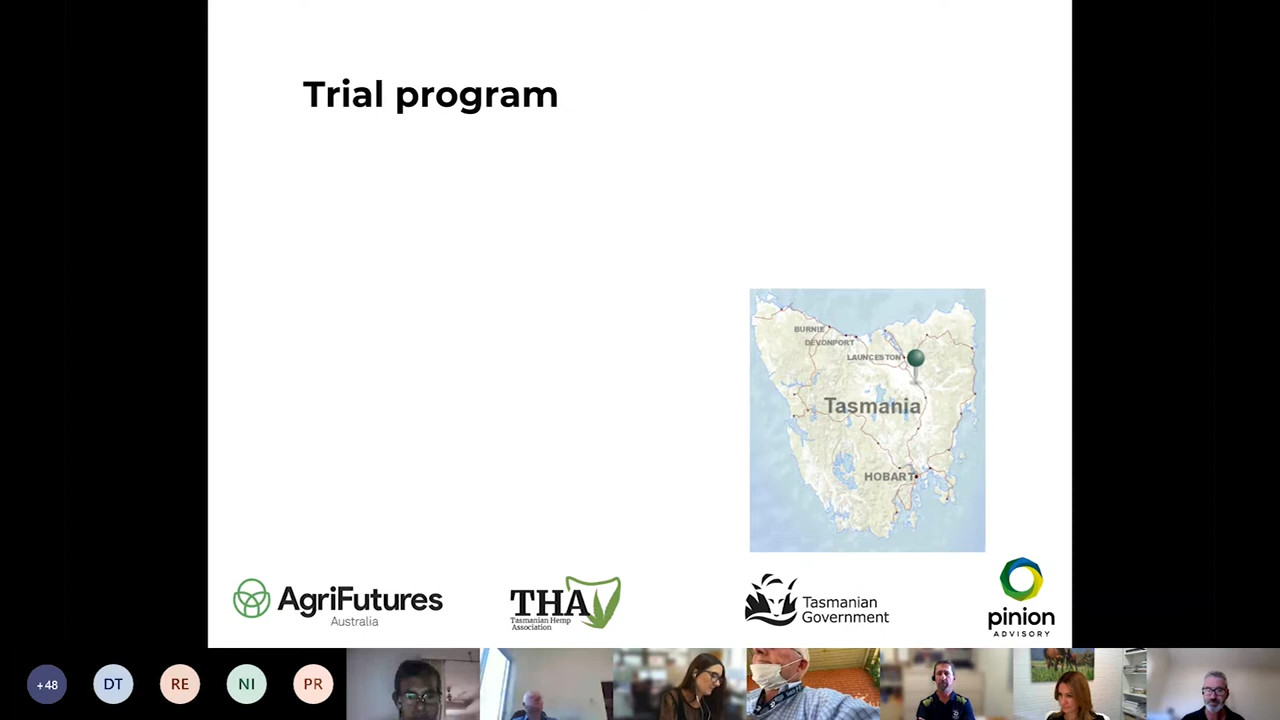 Trial program
BURNIE
DEVONPORT
LAUNCESTON
Tasmania
HOBART
AgriFutures
Australia
THA
Tasmanian Hemp
Association
Tasmanian
Government
pinion
ADVISORY
+48
DT
RE
NI
PR